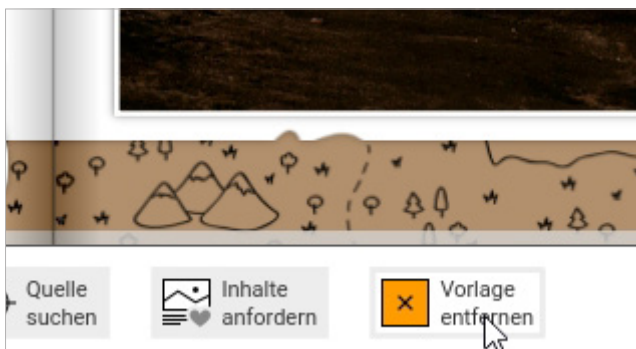 Quelle
suchen
Inhalte
anfordern
Vorlage
entfernen